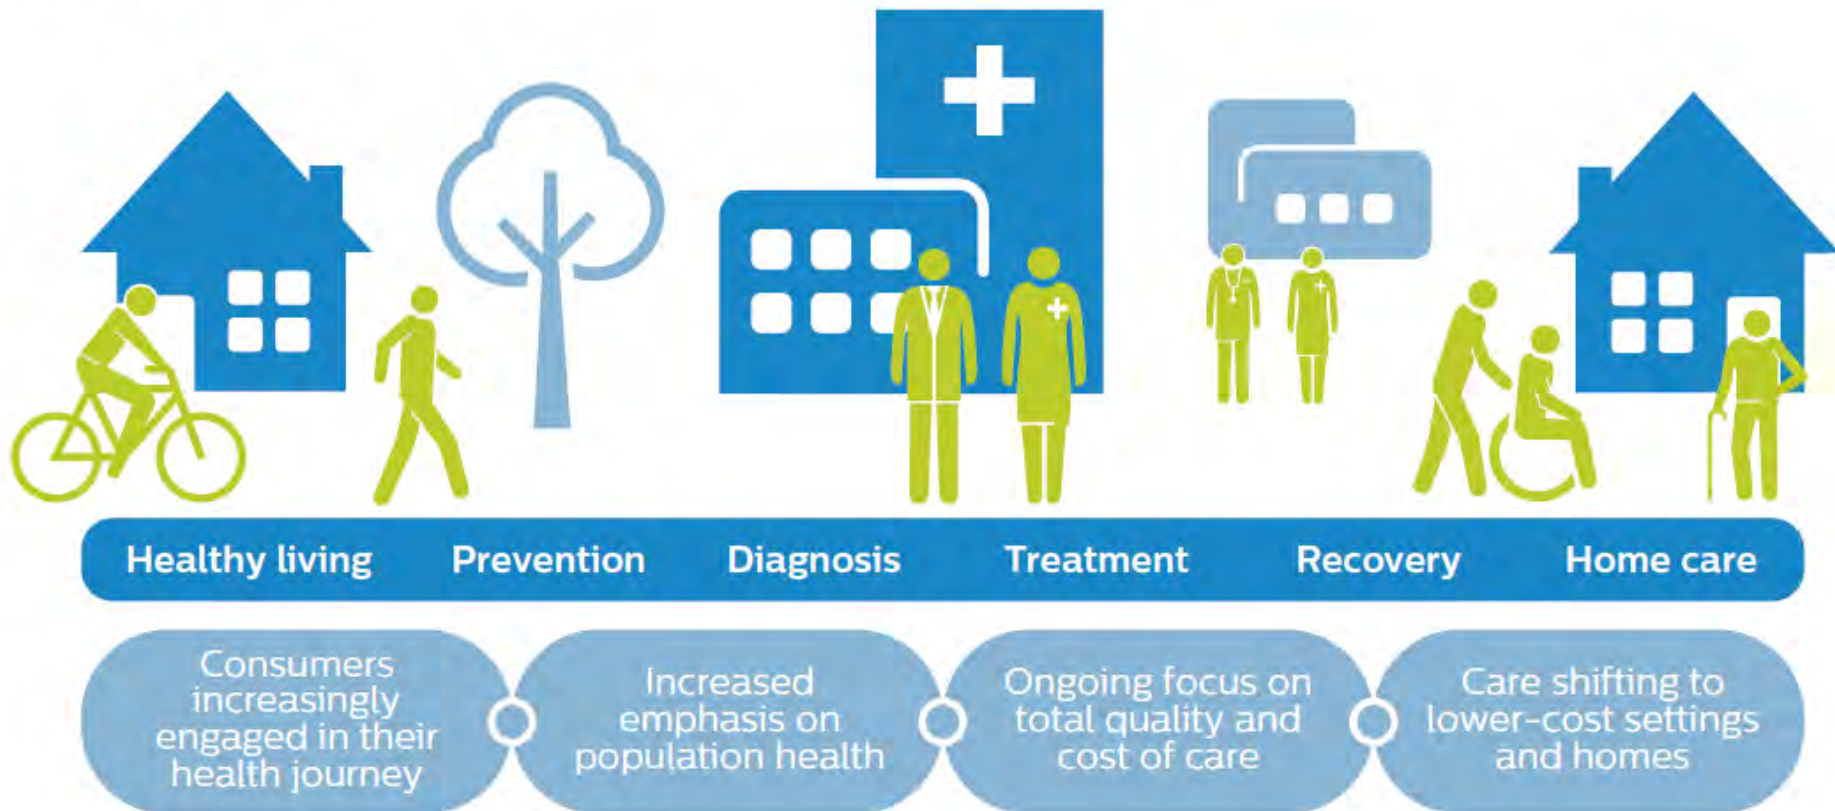 Healthy living Prevention Diagnosis Treatment Recovery Home care
Consumers
increasingly
engaged in their
health journey
Increased
emphasis on
population health
Ongoing focus on
total quality and
cost of care
Care shifting to
lower-cost settings
and homes